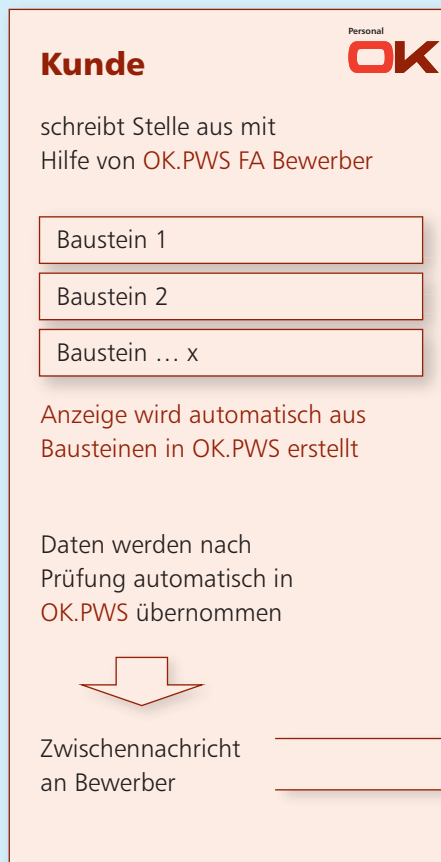 Personal
OK
Kunde
schreibt Stelle aus mit
Hilfe von OK.PWS FA Bewerber
Baustein 1
Baustein 2
Baustein … x
Anzeige wird automatisch aus
Bausteinen in OK.PWS erstellt
Daten werden nach
Prüfung automatisch in
OK.PWS übernommen
Zwischennachricht
an Bewerber